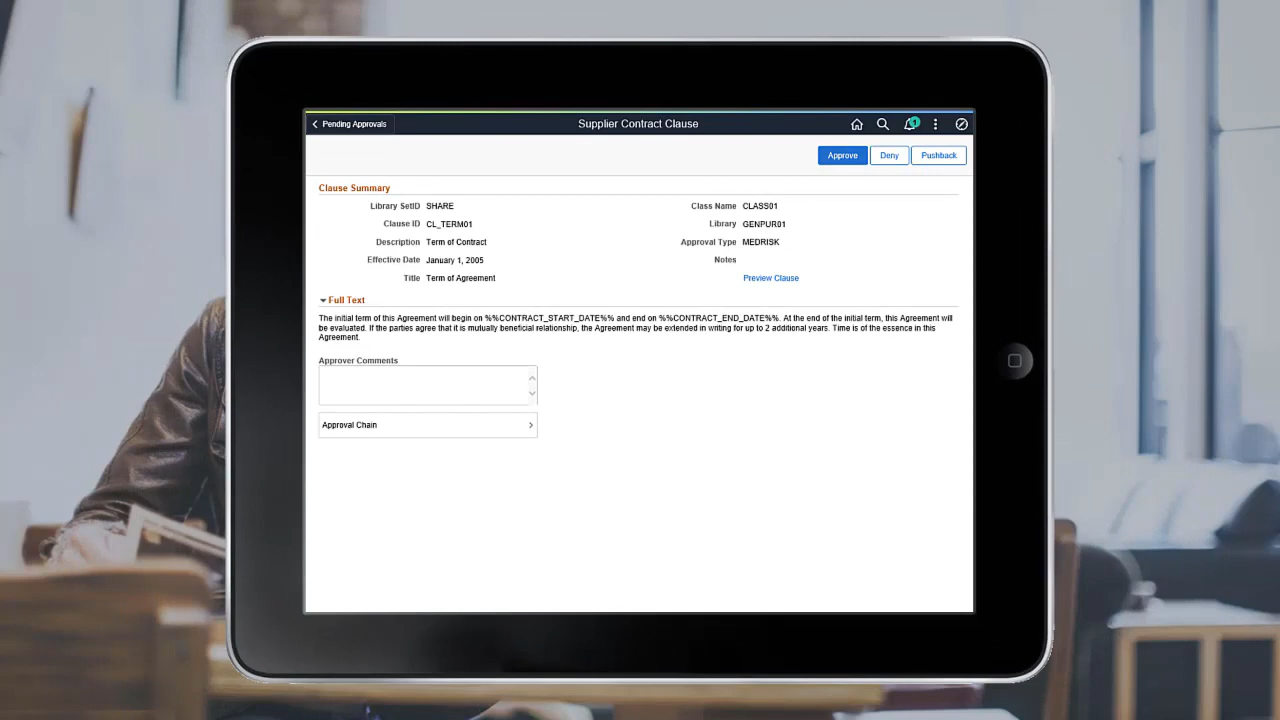 Pending Approvals
Supplier Contract Clause
1
Approve
Deny
Pushback
Clause Summary
Library SetID SHARE
Class Name CLASS01
Clause ID CL_TERM01
Library GENPUR01
Description Term of Contract
Approval Type MEDRISK
Effective Date January 1, 2005
Notes
Title Term of Agreement
Preview Clause
Full Text
The initial term of this Agreement will begin on %%CONTRACT_START_DATE%% and end on %%CONTRACT_END_DATE%%. At the end of the initial term, this Agreement will
be evaluated. If the parties agree that it is mutually beneficial relationship, the Agreement may be extended in writing for up to 2 additional years. Time is of the essence in this
Agreement.
Approver Comments
Approval Chain